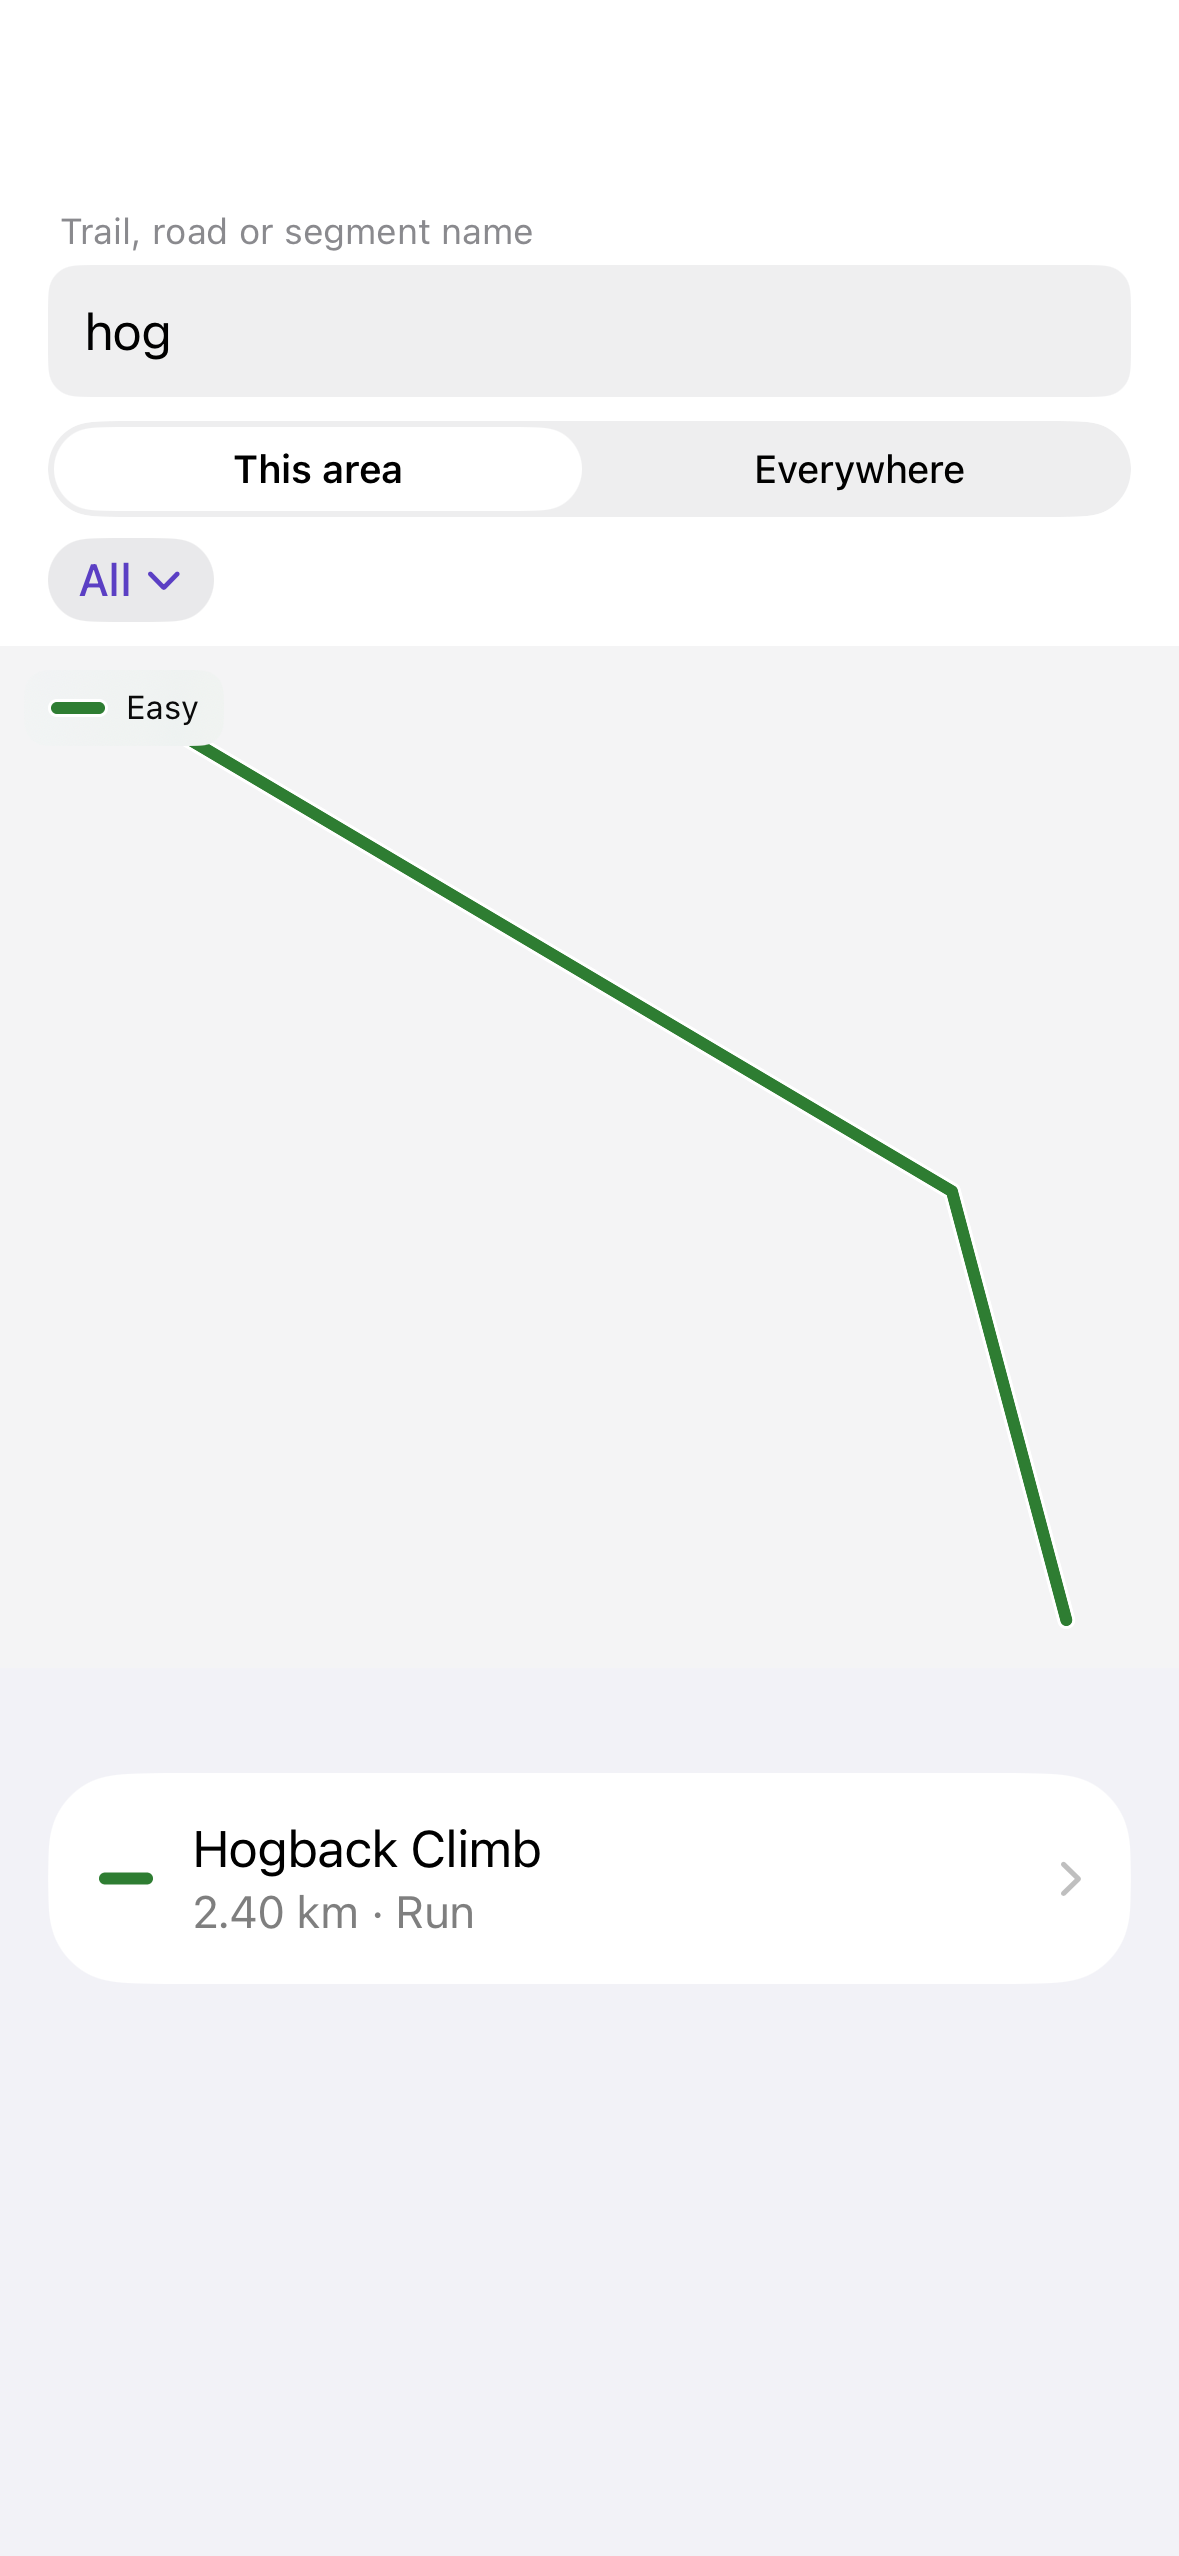 Trail, road or segment name
hog
This area
Everywhere
All
Easy
Hogback Climb
2.40 km · Run